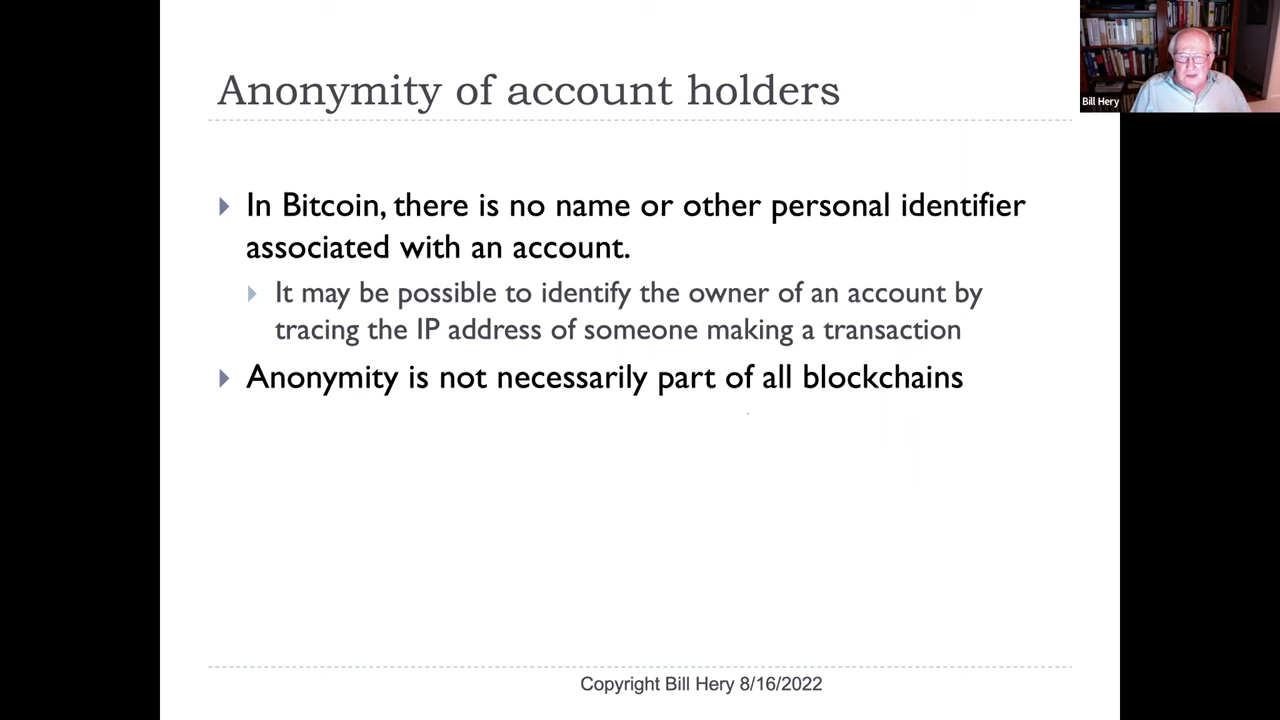 Anonymity of account holders
Bill Hery
In Bitcoin, there is no name or other personal identifier
associated with an account.
It may be possible to identify the owner of an account by
tracing the IP address of someone making a transaction
Anonymity is not necessarily part of all blockchains
Copyright Bill Hery 8/16/2022